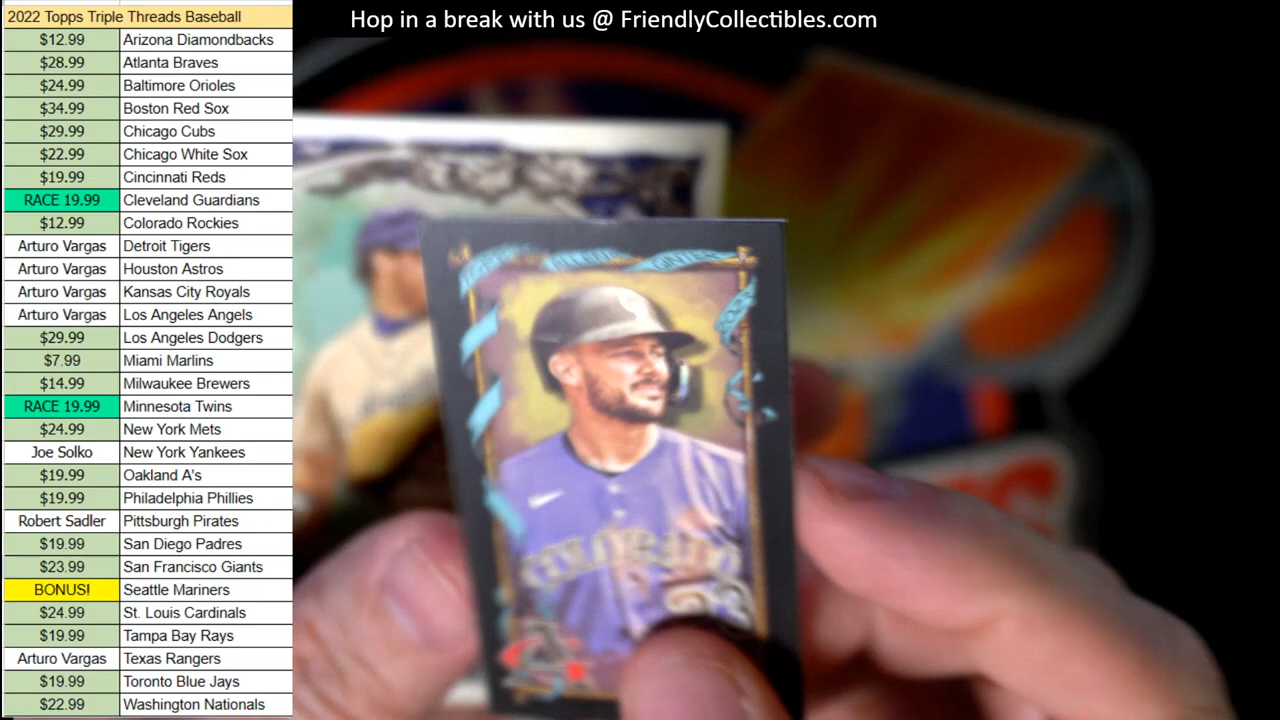 Hop in a break with us @ FriendlyCollectibles.com
2022 Topps Triple Threads Baseball
$12.99 Arizona Diamondbacks
$28.99 Atlanta Braves
$24.99 Baltimore Orioles
$34.99 Boston Red Sox
$29.99 Chicago Cubs
$22.99 Chicago White Sox
$19.99 Cincinnati Reds
RACE 19.99 Cleveland Guardians
$12.99 Colorado Rockies
Arturo Vargas Detroit Tigers
Arturo Vargas Houston Astros
Arturo Vargas Kansas City Royals
Arturo Vargas Los Angeles Angels
$29.99 Los Angeles Dodgers
$7.99 Miami Marlins
$14.99 Milwaukee Brewers
RACE 19.99 Minnesota Twins
$24.99 New York Mets
Joe Solko New York Yankees
$19.99 Oakland A's
$19.99 Philadelphia Phillies
Robert Sadler Pittsburgh Pirates
$19.99 San Diego Padres
$23.99 San Francisco Giants
BONUS! Seattle Mariners
$24.99 St. Louis Cardinals
$19.99 Tampa Bay Rays
Arturo Vargas Texas Rangers
$19.99 Toronto Blue Jays
$22.99 Washington Nationals
COLORADO